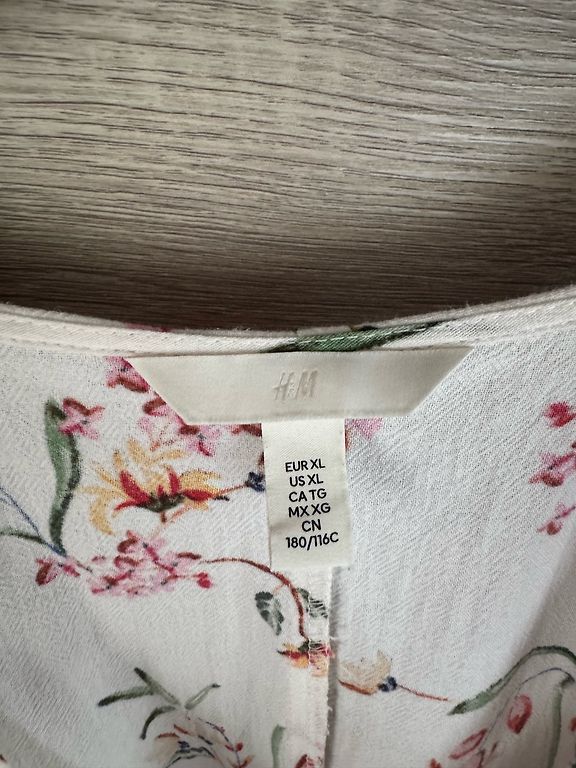 H&M
EUR XL
US XL
CA TG
MX XG
CN
180/116C